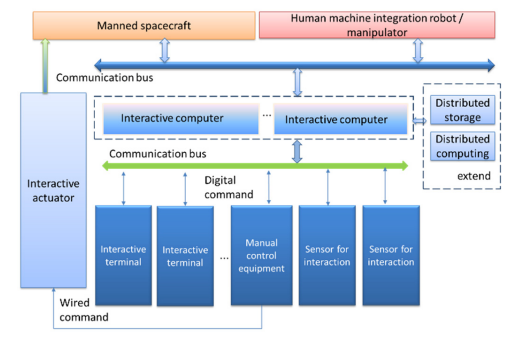 Manned spacecraft
Human machine integration robot /
manipulator
Communication bus
Interactive computer
...
Interactive computer
Distributed
storage
Distributed
computing
extend
Communication bus
Digital
command
Interactive
actuator
Interactive
terminal
Interactive
terminal
...
Manual
control
equipment
Sensor for
interaction
Sensor for
interaction
Wired
command